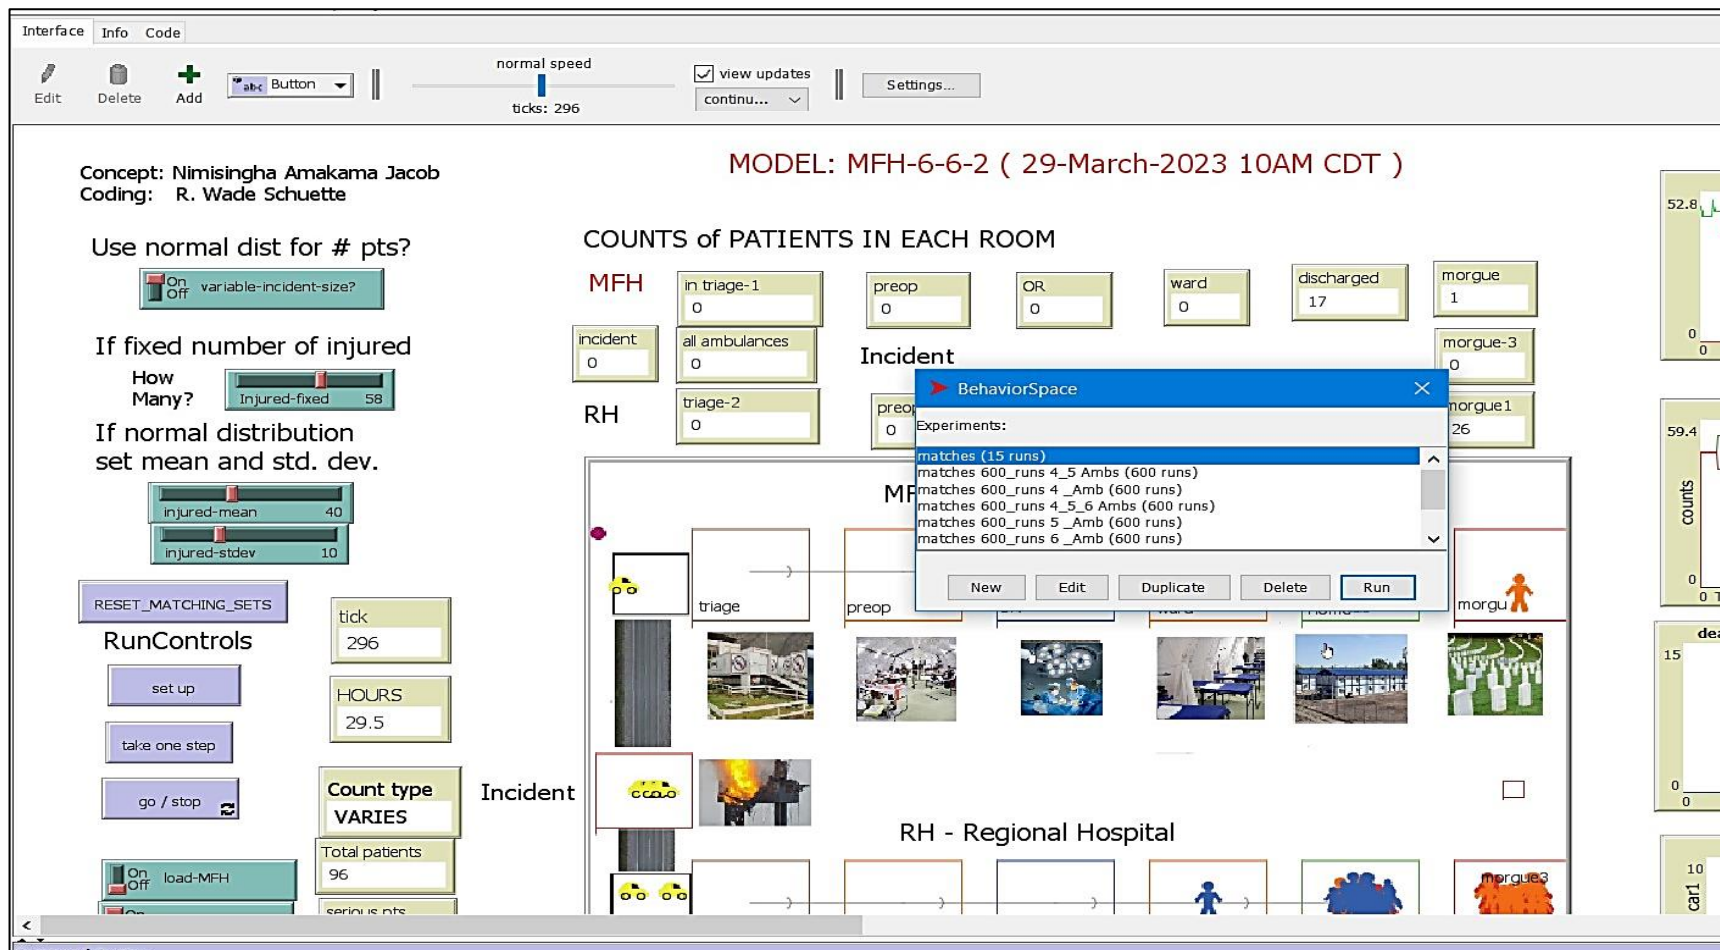 Interface Info Code
Edit Delete Add abc Button
normal speed
ticks: 296
view updates
continu...
Settings...
Concept: Nimisingha Amakama Jacob
Coding: R. Wade Schuette
MODEL: MFH-6-6-2 ( 29-March-2023 10AM CDT )
Use normal dist for # pts?
On
Off
variable-incident-size?
If fixed number of injured
How
Many?
Injured-fixed 58
If normal distribution
set mean and std. dev.
injured-mean 40
injured-stdev 10
RESET_MATCHING_SETS
RunControls
set up
take one step
go / stop
tick
296
HOURS
29.5
Count type
VARIES
Total patients
96
On
Off
load-MFH
COUNTS of PATIENTS IN EACH ROOM
MFH
in triage-1
0
preop
0
OR
0
ward
0
discharged
17
morgue
1
incident
0
all ambulances
0
Incident
morgue-3
0
RH
triage-2
0
preop
0
morgue1
26
BehaviorSpace
Experiments:
matches (15 runs)
matches 600_runs 4_5 Ambs (600 runs)
matches 600_runs 4 _Amb (600 runs)
matches 600_runs 4_5_6 Ambs (600 runs)
matches 600_runs 5 _Amb (600 runs)
matches 600_runs 6 _Amb (600 runs)
New Edit Duplicate Delete Run
triage
preop
morgu
Incident
RH - Regional Hospital
morgue3
52.8
0
0
59.4
counts
0
0
15
0
0
10
car1